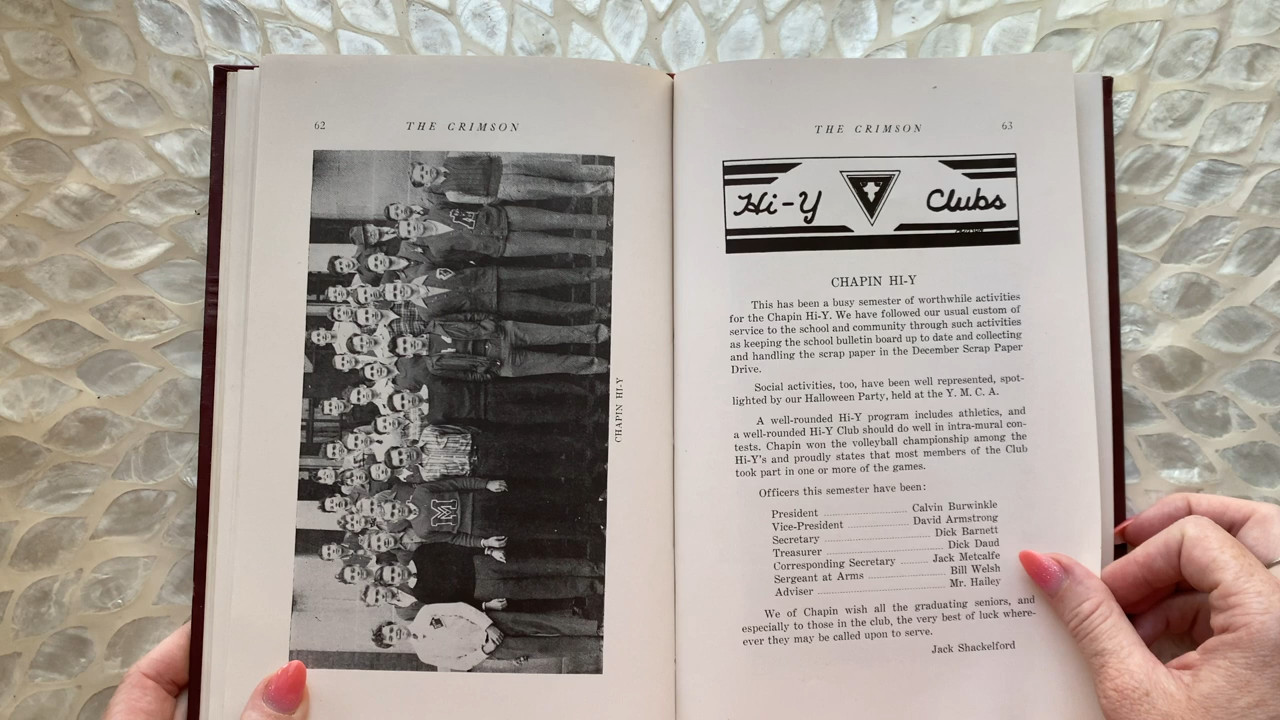 62
THE CRIMSON
M
CHAPIN HI-Y
THE CRIMSON
63
Hi-Y
Clubs
CHAPIN HI-Y
This has been a busy semester of worthwhile activities
for the Chapin Hi-Y. We have followed our usual custom of
service to the school and community through such activities
as keeping the school bulletin board up to date and collecting
and handling the scrap paper in the December Scrap Paper
Drive.
Social activities, too, have been well represented, spot-
lighted by our Halloween Party, held at the Y. M. C. A.
A well-rounded Hi-Y program includes athletics, and
a well-rounded Hi-Y Club should do well in intra-mural con-
tests. Chapin won the volleyball championship among the
Hi-Y's and proudly states that most members of the Club
took part in one or more of the games.
Officers this semester have been:
President Calvin Burwinkle
Vice-President David Armstrong
Secretary Dick Barnett
Treasurer Dick Daud
Corresponding Secretary Jack Metcalfe
Sergeant at Arms Bill Welsh
Adviser Mr. Hailey
We of Chapin wish all the graduating seniors, and
especially to those in the club, the very best of luck where-
ever they may be called upon to serve.
Jack Shackelford